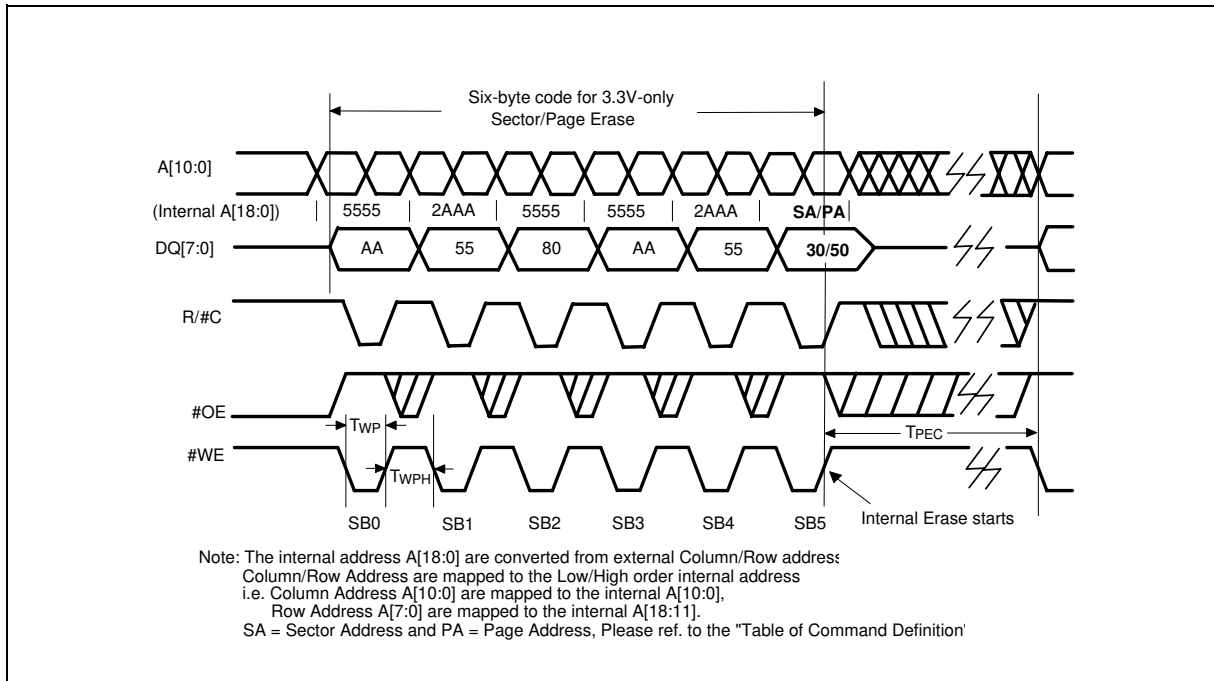 Six-byte code for 3.3V-only
Sector/Page Erase
A[10:0]
(Internal A[18:0])
5555 2AAA 5555 5555 2AAA SA/PA
DQ[7:0]
AA 55 80 AA 55 30/50
R/#C
#OE
TWP
TPEC
#WE
TWPH
SB0 SB1 SB2 SB3 SB4 SB5
Internal Erase starts
Note: The internal address A[18:0] are converted from external Column/Row address
Column/Row Address are mapped to the Low/High order internal address
i.e. Column Address A[10:0] are mapped to the internal A[10:0],
Row Address A[7:0] are mapped to the internal A[18:11].
SA = Sector Address and PA = Page Address, Please ref. to the "Table of Command Definition'